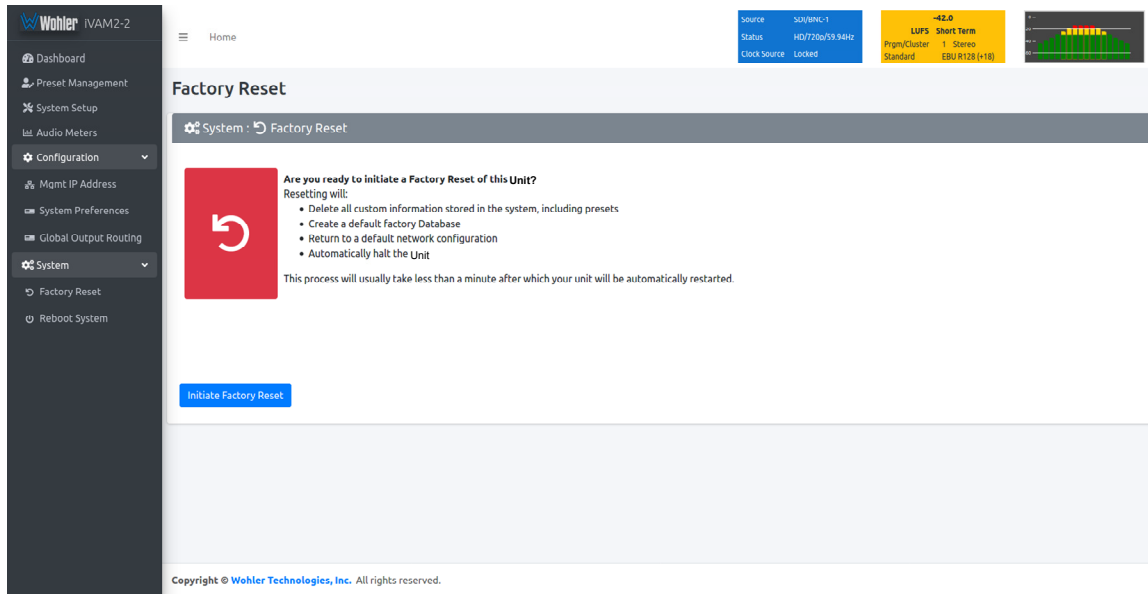 Wohler iVAM2-2
Dashboard
Preset Management
System Setup
Audio Meters
Configuration
Mgmt IP Address
System Preferences
Global Output Routing
System
Factory Reset
Reboot System
Home
Source SDI/BNC-1
Status HD/720p/59.94Hz
Clock Source Locked
-42.0
LUFS Short Term
Prgm/Cluster 1 Stereo
Standard EBU R128 (+18)
Factory Reset
System : Factory Reset
Are you ready to initiate a Factory Reset of this Unit?
Resetting will:
• Delete all custom information stored in the system, including presets
• Create a default factory Database
• Return to a default network configuration
• Automatically halt the Unit
This process will usually take less than a minute after which your unit will be automatically restarted.
Initiate Factory Reset
Copyright © Wohler Technologies, Inc. All rights reserved.